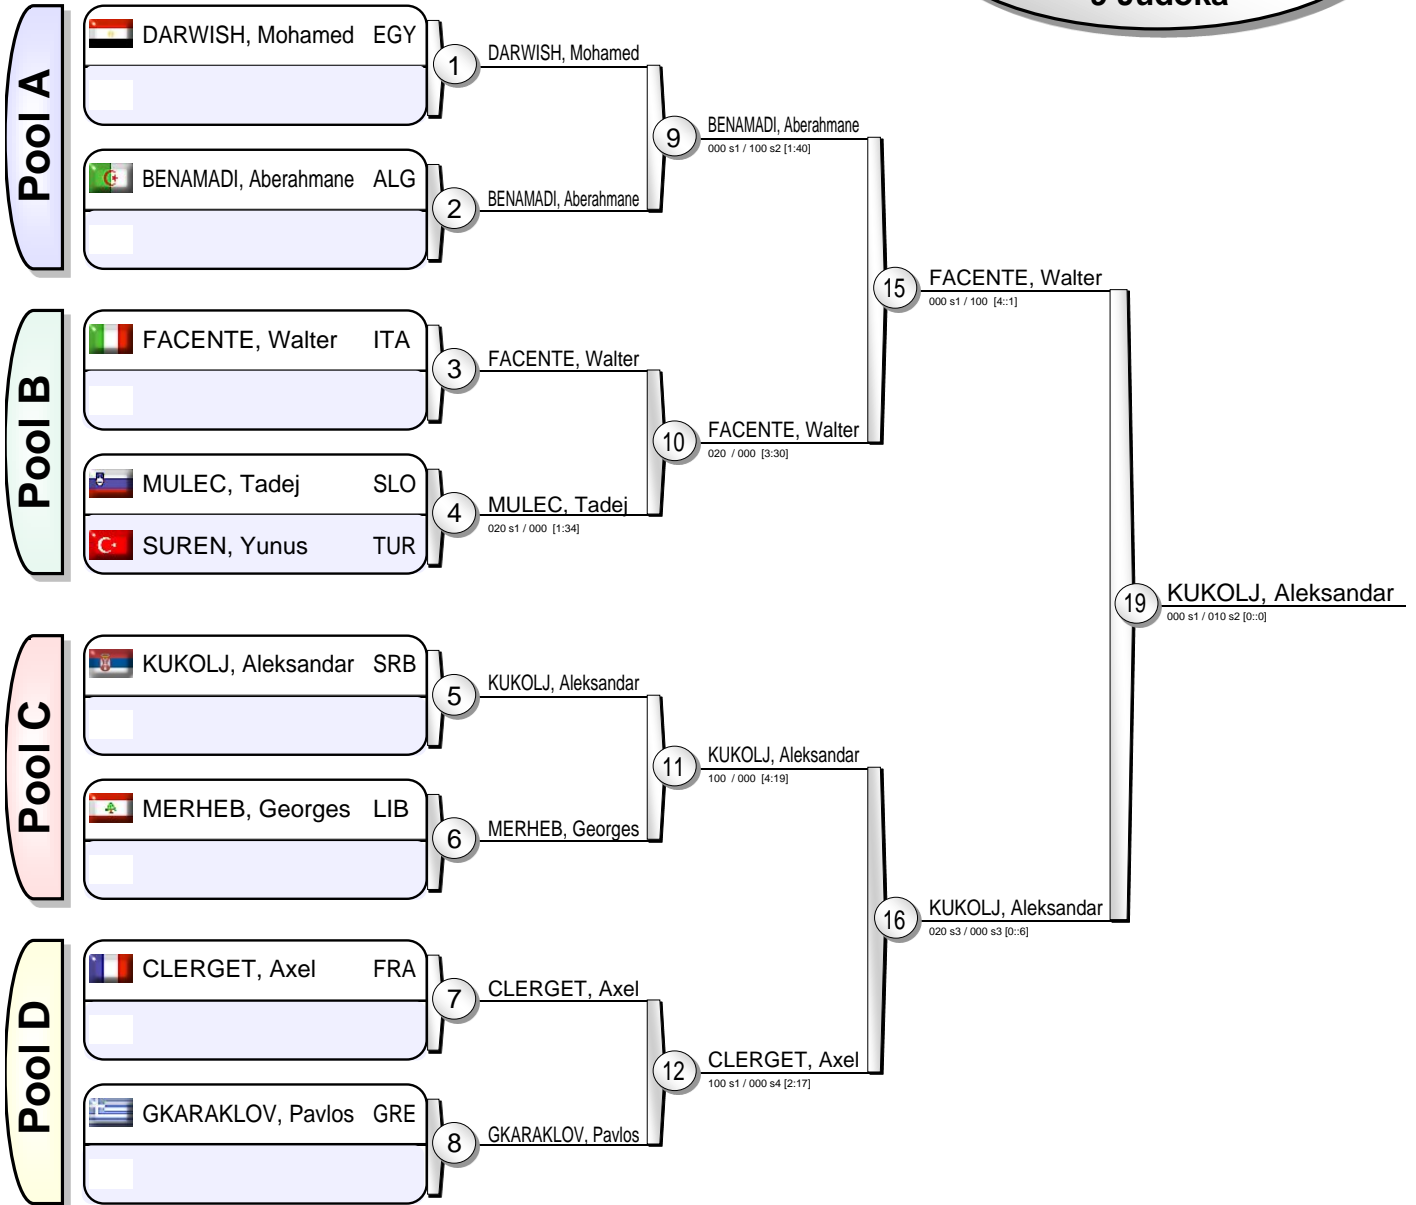 9 Judoka
Pool A
DARWISH, Mohamed EGY
1
DARWISH, Mohamed
BENAMADI, Aberahmane ALG
2
BENAMADI, Aberahmane
9
BENAMADI, Aberahmane
000 s1 / 100 s2 [1:40]
Pool B
FACENTE, Walter ITA
3
FACENTE, Walter
MULEC, Tadej SLO
SUREN, Yunus TUR
4
MULEC, Tadej
020 s1 / 000 [1:34]
10
FACENTE, Walter
020 / 000 [3:30]
15
FACENTE, Walter
000 s1 / 100 [4::1]
Pool C
KUKOLJ, Aleksandar SRB
5
KUKOLJ, Aleksandar
MERHEB, Georges LIB
6
MERHEB, Georges
11
KUKOLJ, Aleksandar
100 / 000 [4:19]
Pool D
CLERGET, Axel FRA
7
CLERGET, Axel
GKARAKLOV, Pavlos GRE
8
GKARAKLOV, Pavlos
12
CLERGET, Axel
100 s1 / 000 s4 [2:17]
16
KUKOLJ, Aleksandar
020 s3 / 000 s3 [0::6]
19
KUKOLJ, Aleksandar
000 s1 / 010 s2 [0::0]